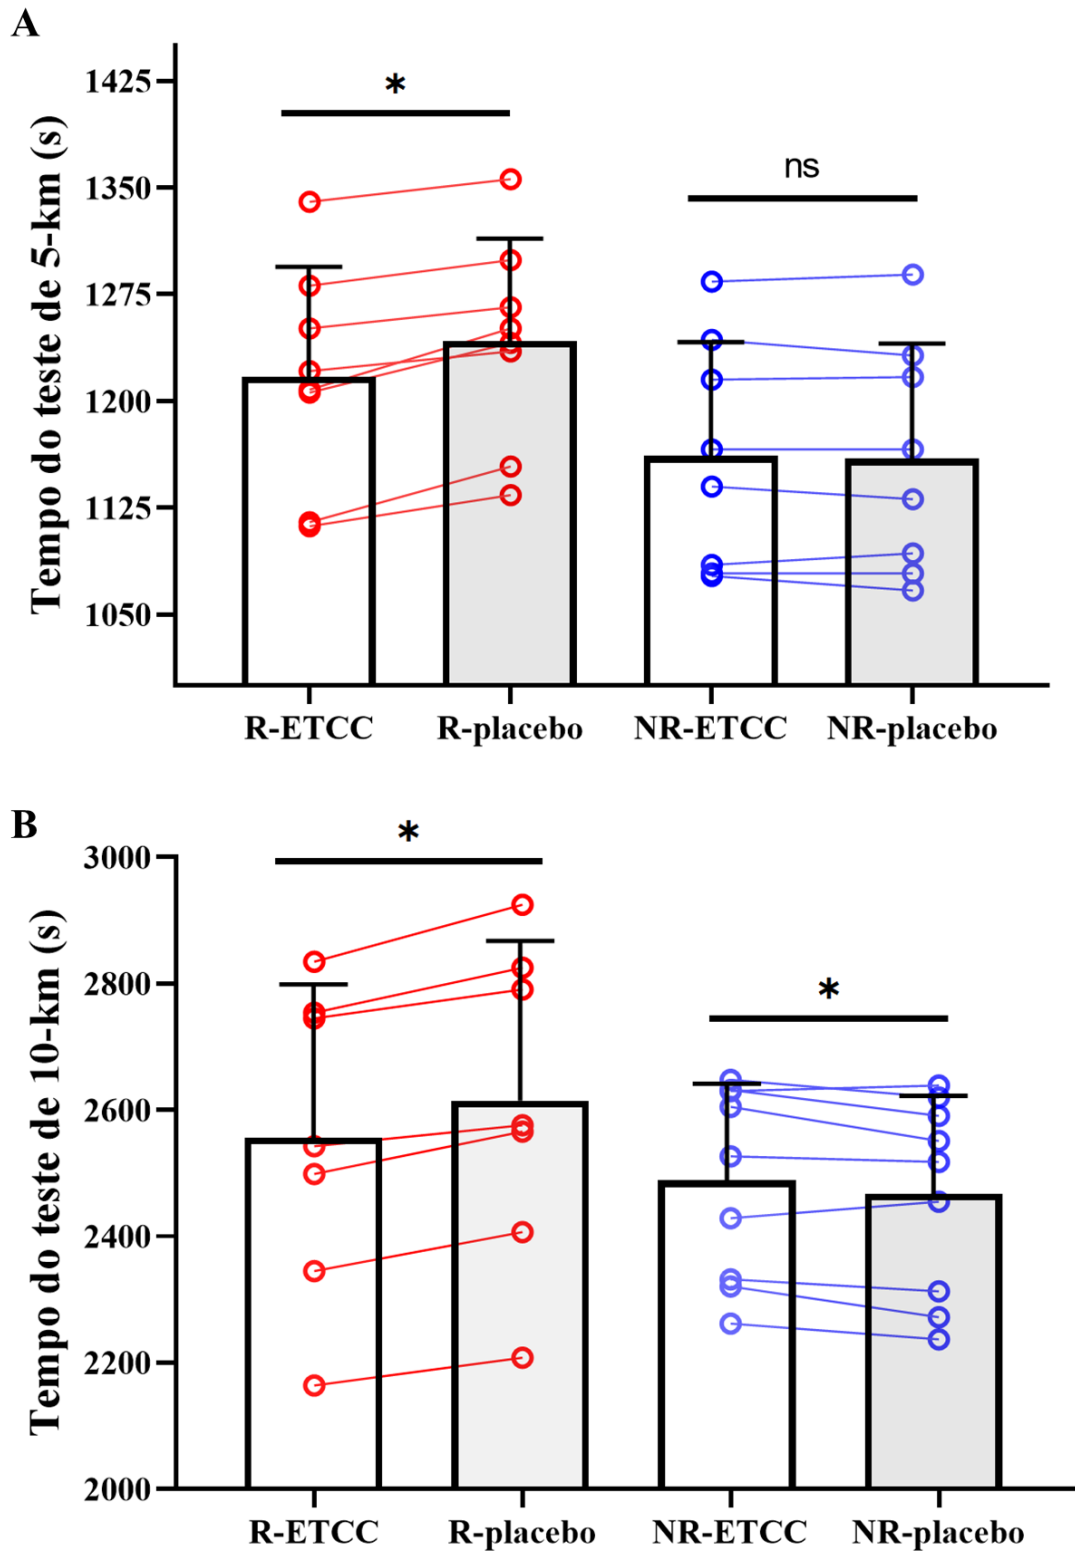 A
Tempo do teste de 5-km (s)
1425
1350
1275
1200
1125
1050
*
ns
R-ETCC R-placebo NR-ETCC NR-placebo
B
Tempo do teste de 10-km (s)
3000
2800
2600
2400
2200
2000
*
*
R-ETCC R-placebo NR-ETCC NR-placebo